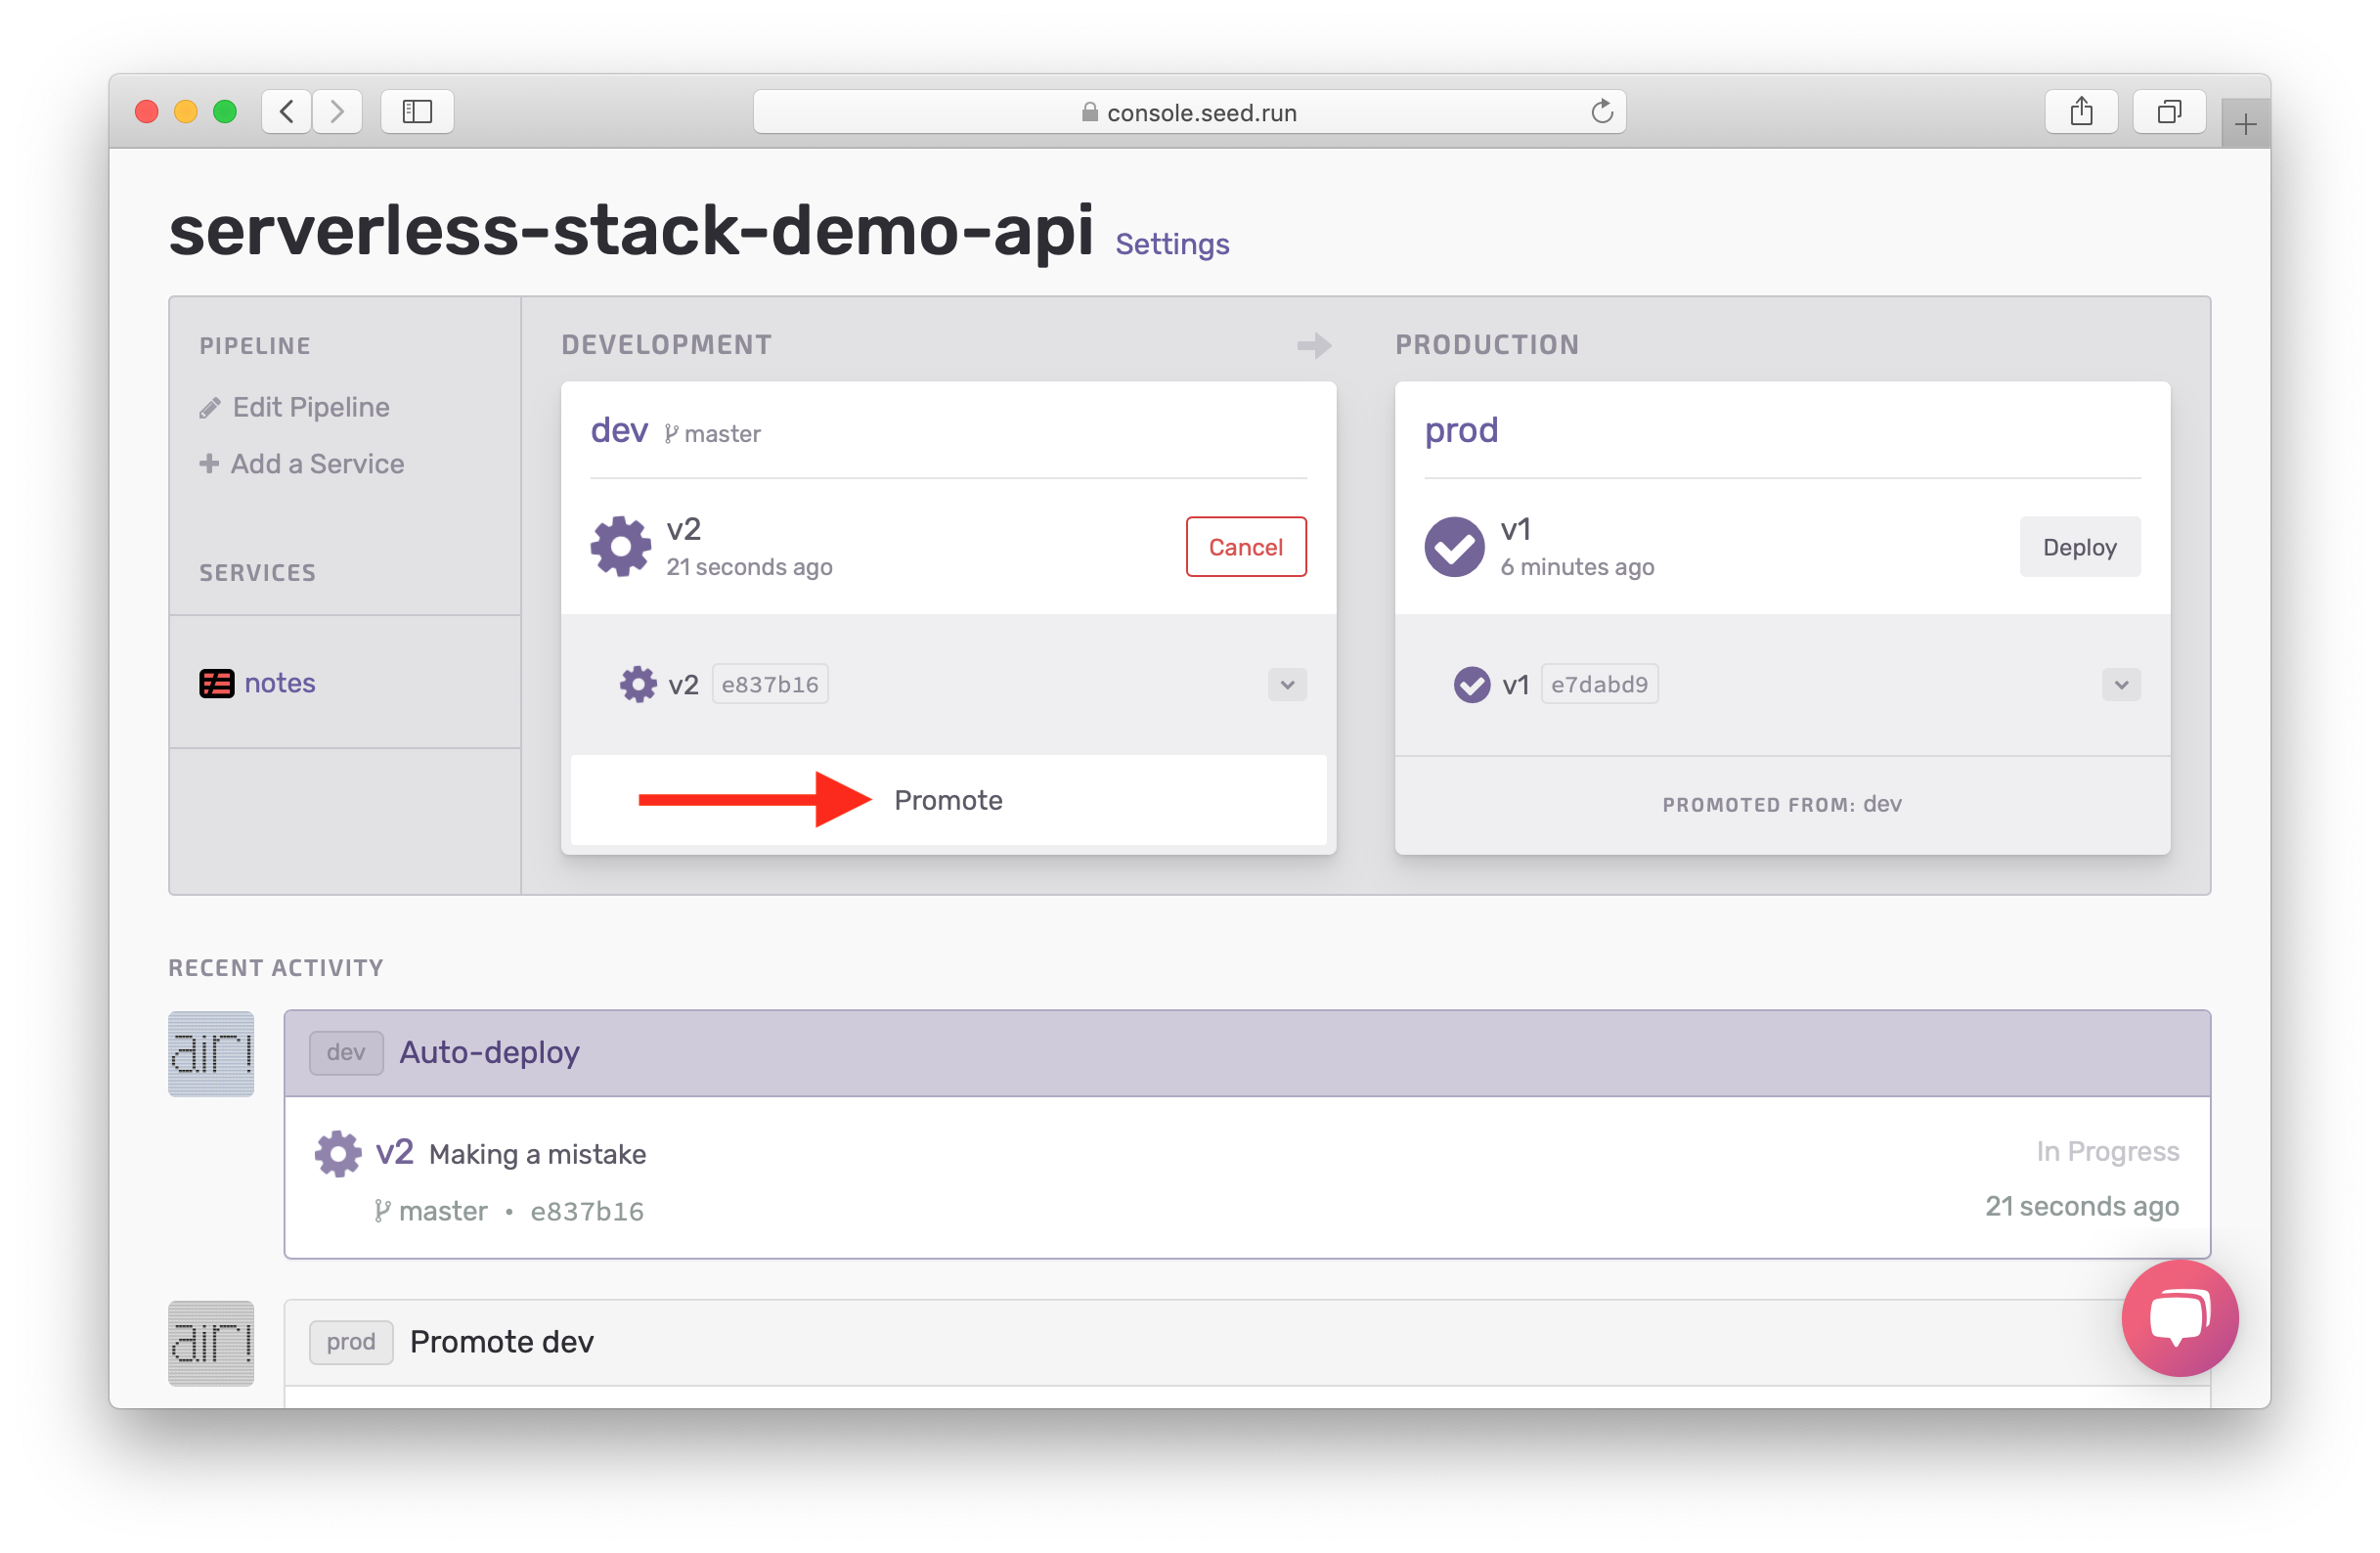 console.seed.run
serverless-stack-demo-api Settings
PIPELINE
Edit Pipeline
Add a Service
SERVICES
notes
DEVELOPMENT
dev master
v2
21 seconds ago
Cancel
v2 e837b16
Promote
PRODUCTION
prod
v1
6 minutes ago
Deploy
v1 e7dabd9
PROMOTED FROM: dev
RECENT ACTIVITY
air!
dev Auto-deploy
v2 Making a mistake
In Progress
master • e837b16
21 seconds ago
air!
prod Promote dev